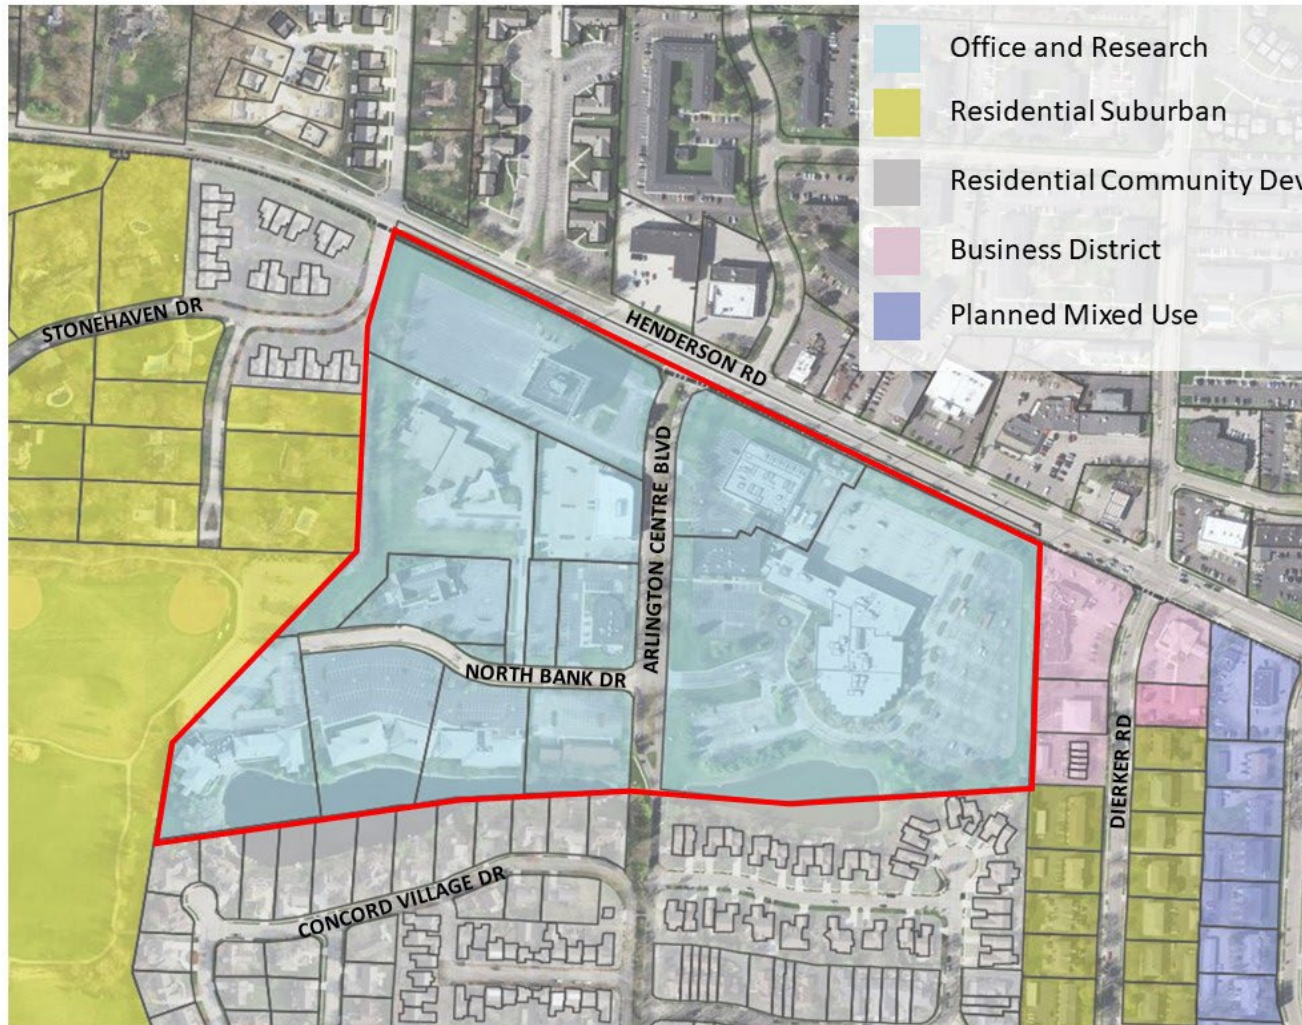 Office and Research
Residential Suburban
Residential Community Dev
Business District
Planned Mixed Use
STONEHAVEN DR
HENDERSON RD
ARLINGTON CENTRE BLVD
NORTH BANK DR
DIERKER RD
CONCORD VILLAGE DR